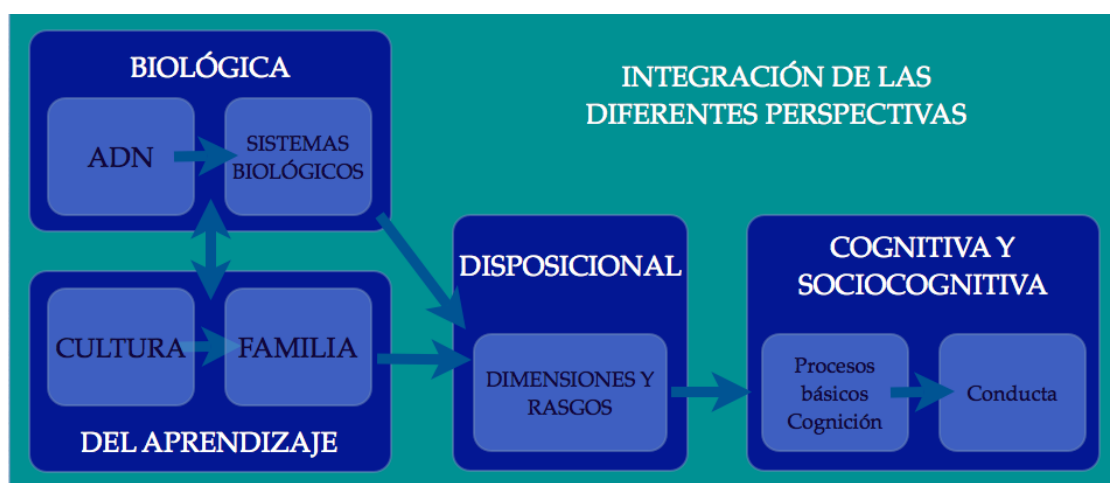 BIOLÓGICA
ADN
SISTEMAS
BIOLÓGICOS
INTEGRACIÓN DE LAS
DIFERENTES PERSPECTIVAS
CULTURA
FAMILIA
DEL APRENDIZAJE
DISPOSICIONAL
DIMENSIONES Y
RASGOS
COGNITIVA Y
SOCIOCOGNITIVA
Procesos
básicos
Cognición
Conducta